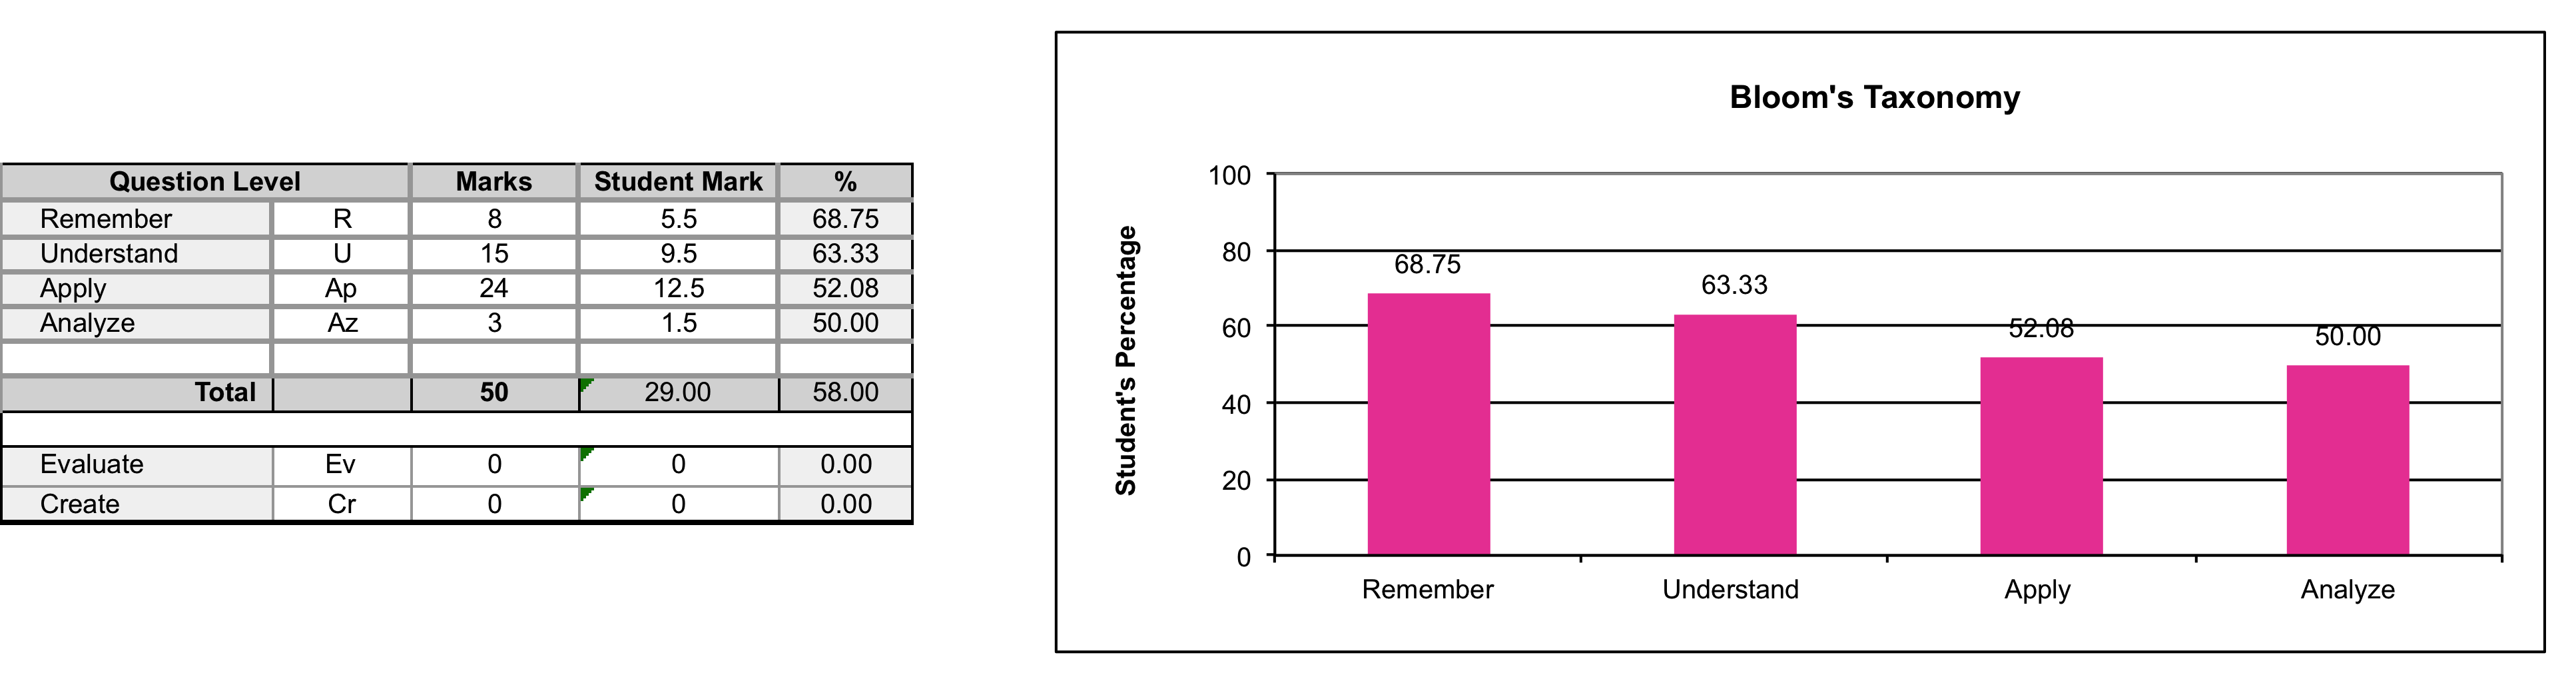 Question Level Marks Student Mark %
Remember R 8 5.5 68.75
Understand U 15 9.5 63.33
Apply Ap 24 12.5 52.08
Analyze Az 3 1.5 50.00
Total 50 29.00 58.00
Evaluate Ev 0 0 0.00
Create Cr 0 0 0.00
Bloom's Taxonomy
Student's Percentage
100
80
60
40
20
0
68.75
63.33
52.08
50.00
Remember Understand Apply Analyze